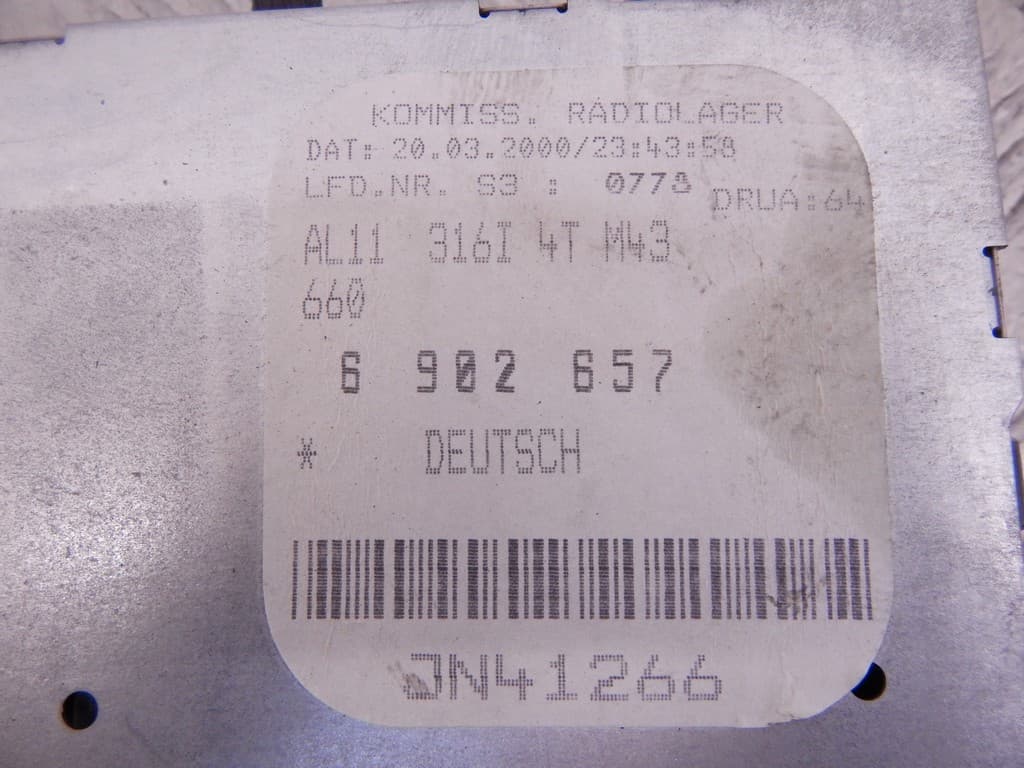 KOMMISS. RADIOLAGER
DAT: 20.03.2000/23:43:58
LFD.NR. S3 : 0778
DRUA:64
AL11 316I 4T M43
660
6 902 657
* DEUTSCH
JN41266